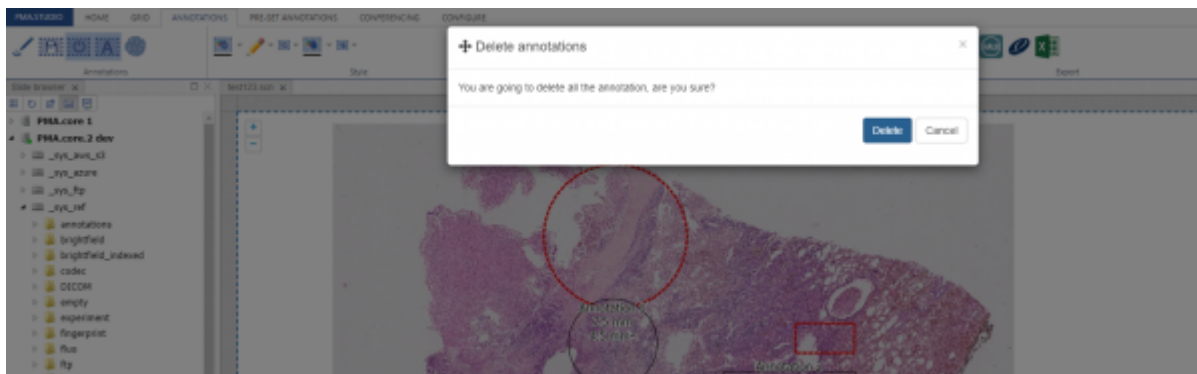 PMA.STUDIO HOME GRID ANNOTATIONS PRE-SET ANNOTATIONS CONFERENCING CONFIGURE
Delete annotations
Annotations Style Export
Slide browser
You are going to delete all the annotation, are you sure?
PMA.core 1
Delete Cancel
PMA.core.2 dev
_sys_aws_s3
_sys_azure
_sys_ftp
_sys_ref
annotations
brightfield
brightfield_indexed
codec
DICOM
empty
experiment
fingerprint
fluo
ftp